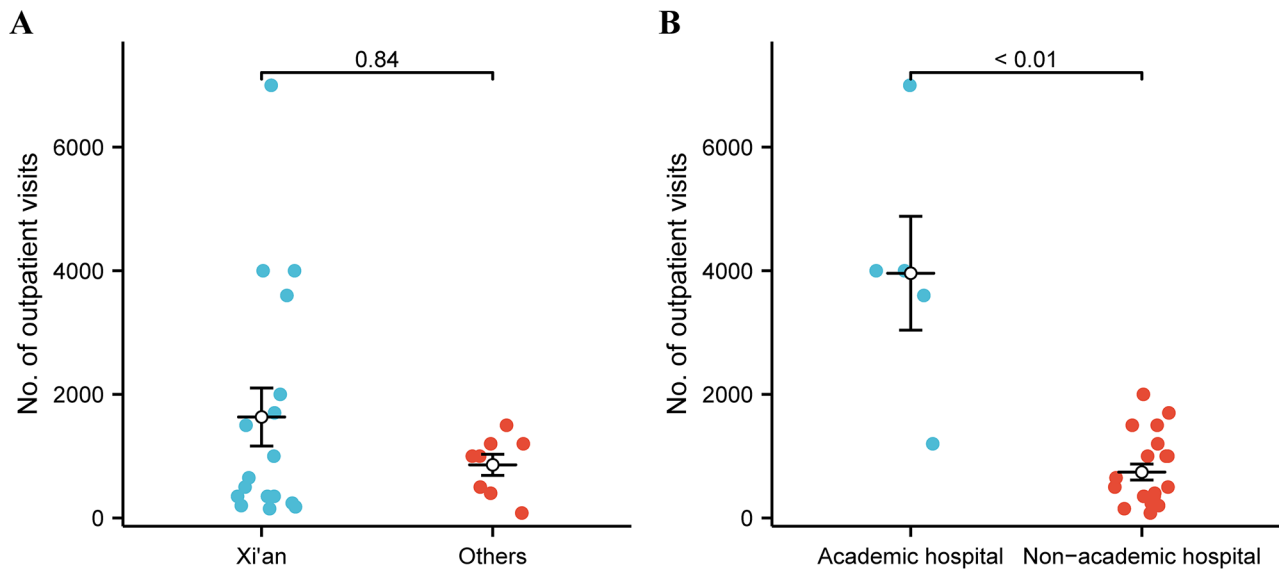 A
0.84
No. of outpatient visits
6000
4000
2000
0
Xi'an
Others
B
< 0.01
No. of outpatient visits
6000
4000
2000
0
Academic hospital
Non−academic hospital